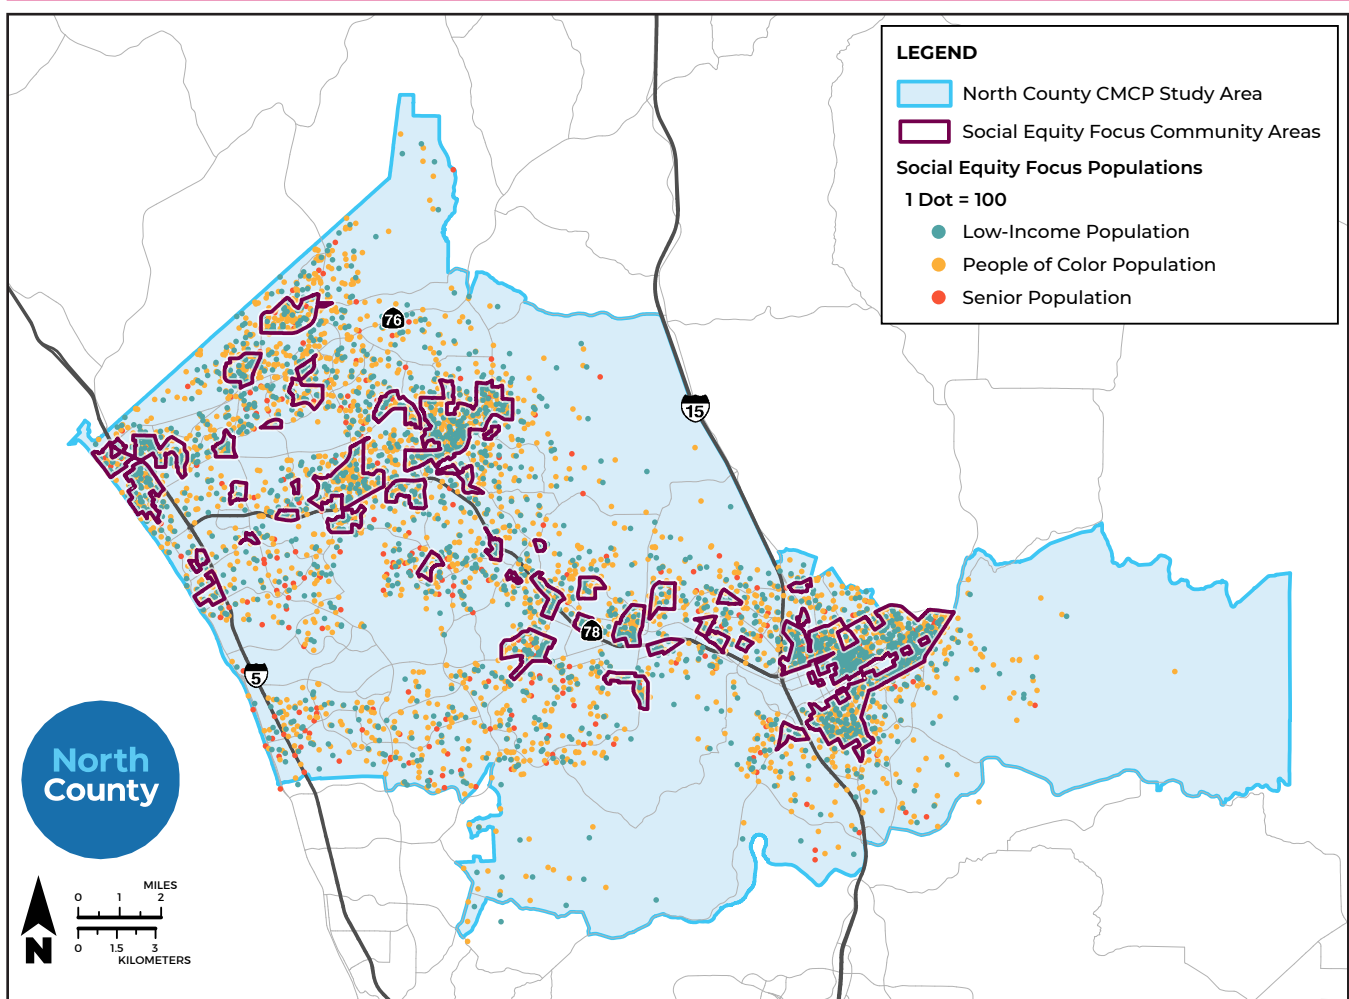 LEGEND
North County CMCP Study Area
Social Equity Focus Community Areas
Social Equity Focus Populations
1 Dot = 100
Low-Income Population
People of Color Population
Senior Population
76
15
78
5
North
County
MILES
0 1 2
0 1.5 3
KILOMETERS
N